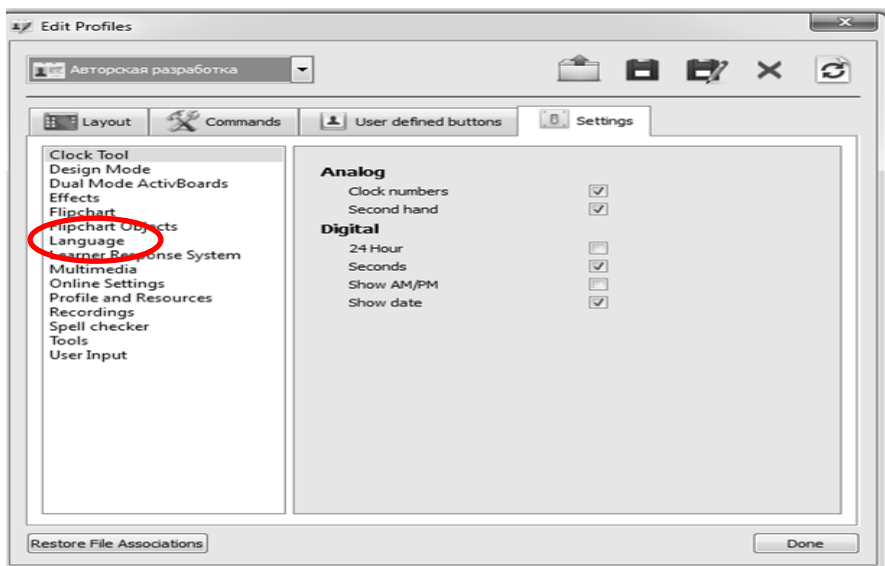 Edit Profiles
Авторская разработка
Layout
Commands
User defined buttons
Settings
Clock Tool
Design Mode
Dual Mode ActivBoards
Effects
Flipchart
Flipchart Objects
Language
Learner Response System
Multimedia
Online Settings
Profile and Resources
Recordings
Spell checker
Tools
User Input
Analog
Clock numbers
Second hand
Digital
24 Hour
Seconds
Show AM/PM
Show date
Restore File Associations
Done